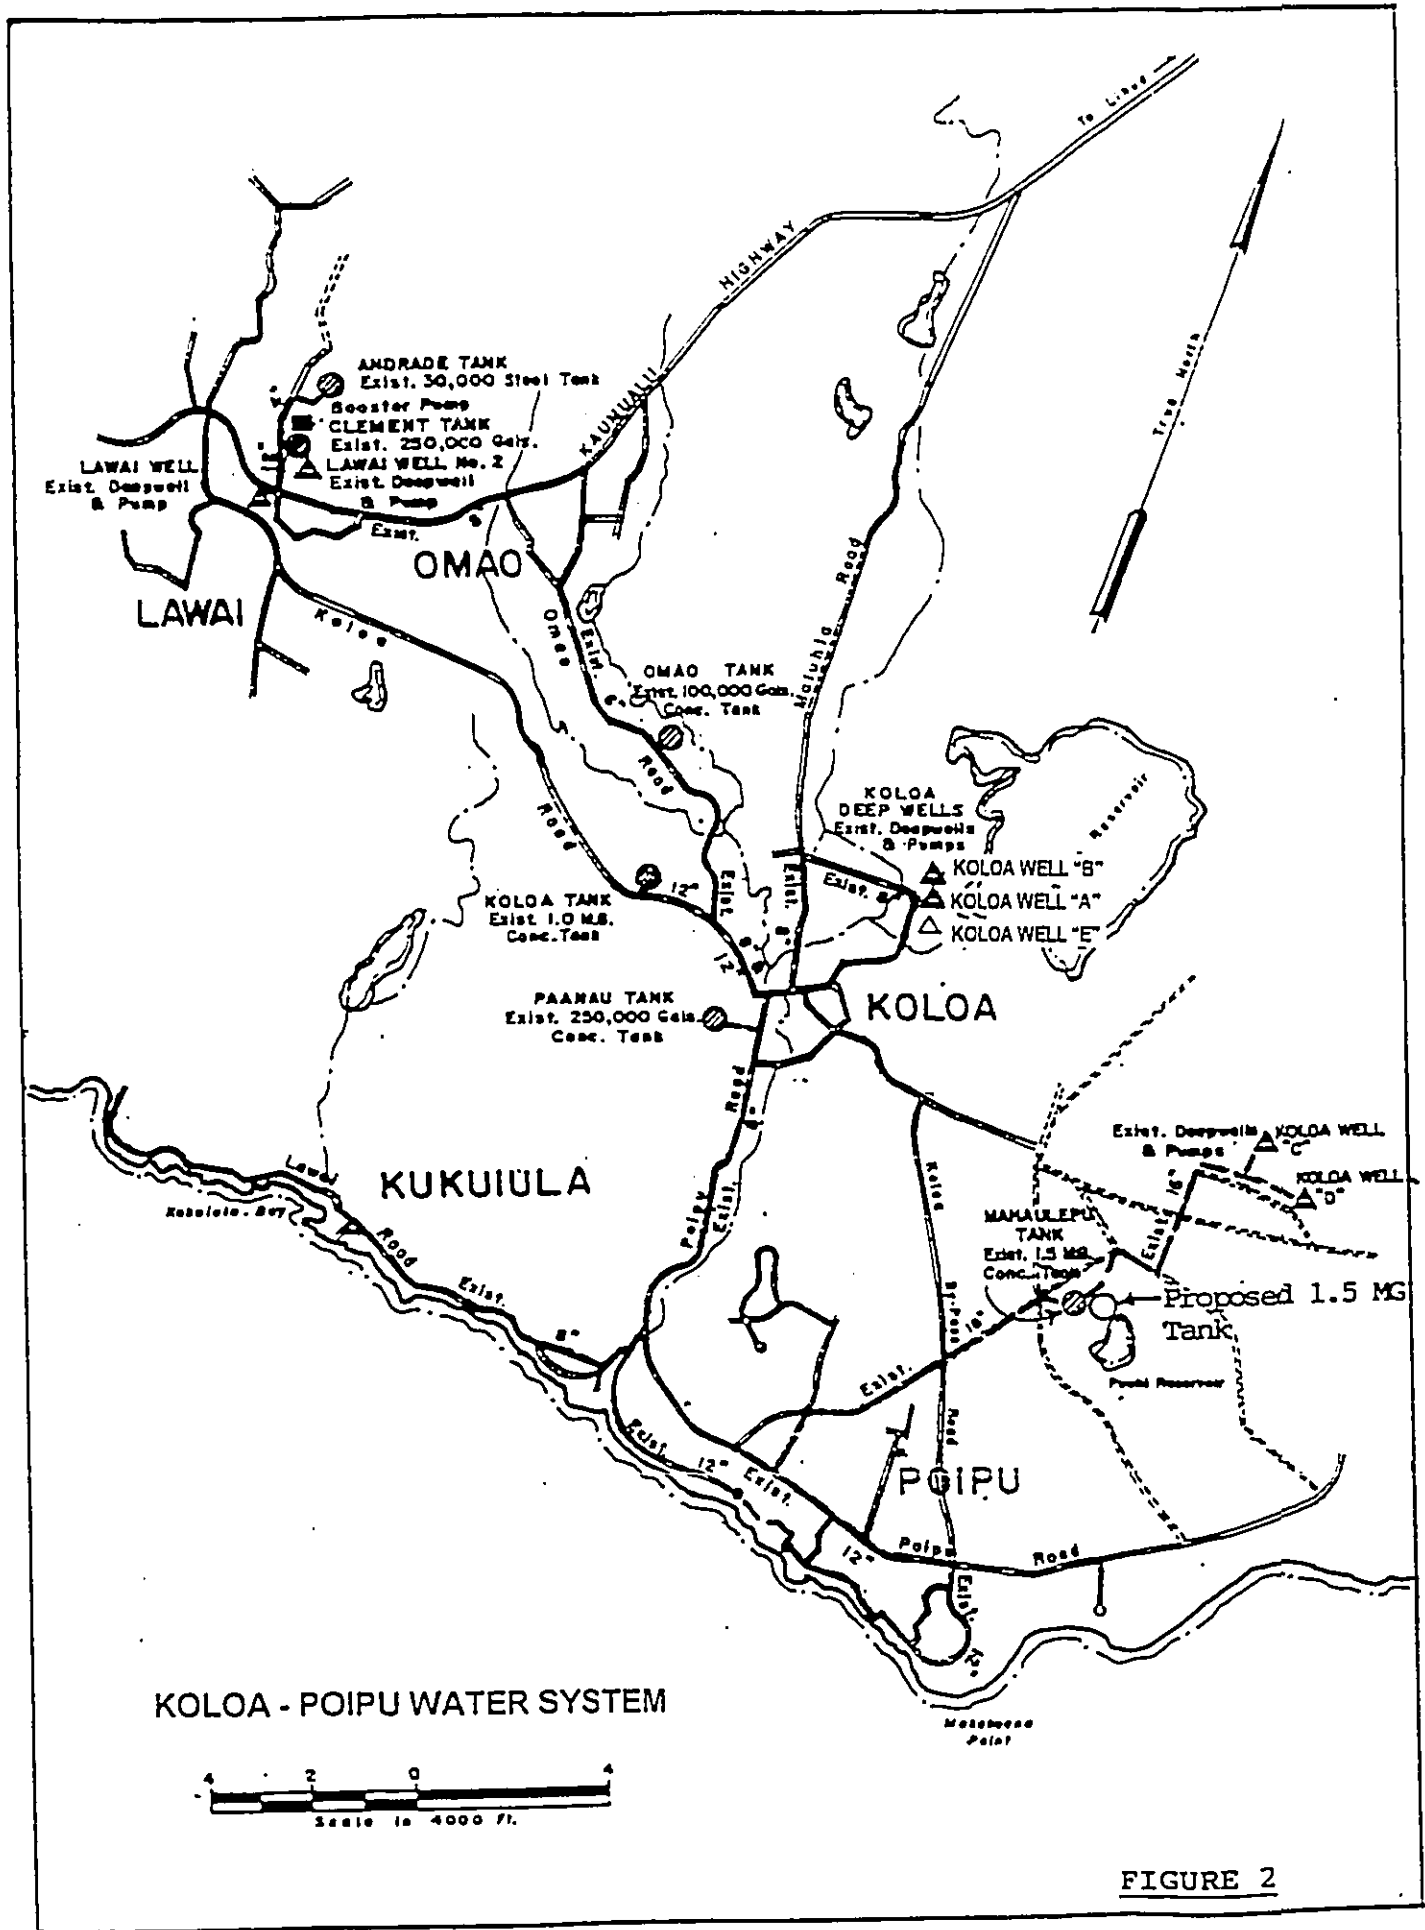 To Lihue
HIGHWAY
KAUMUALII
True North
ANDRADE TANK
Exist. 30,000 Steel Tank
Booster Pump
CLEMENT TANK
Exist. 250,000 Gals.
LAWAI WELL No. 2
Exist. Deepwell
& Pump
LAWAI WELL
Exist. Deepwell
& Pump
Exist.
OMAO
LAWAI
Koloa
Road
Omao
Exist.
6"
Road
OMAO TANK
Exist. 100,000 Gals.
Conc. Tank
Maluhia Road
Reservoir
KOLOA
DEEP WELLS
Exist. Deepwells
& Pumps
KOLOA WELL "B"
KOLOA WELL "A"
KOLOA WELL "E"
Exist. 8"
Exist.
8"
KOLOA TANK
Exist. 1.0 M.G.
Conc. Tank
12"
Exist.
12"
PAANAU TANK
Exist. 250,000 Gals.
Conc. Tank
KOLOA
Road
Poipu
Exist.
KUKUIULA
Lawai
Road
Kukuiula Bay
Exist.
8"
Exist. Deepwells
& Pumps
KOLOA WELL
"C"
KOLOA WELL
"D"
16"
Exist.
MAHAULEPU
TANK
Exist. 1.5 M.G.
Conc. Tank
Proposed 1.5 MG
Tank
Reservoir
Koloa
By-Pass
Road
Exist.
16"
Exist.
12"
Exist.
POIPU
12"
Poipu
Road
Exist.
12"
Point
KOLOA - POIPU WATER SYSTEM
4 2 0 4
Scale in 4000 Ft.
FIGURE 2